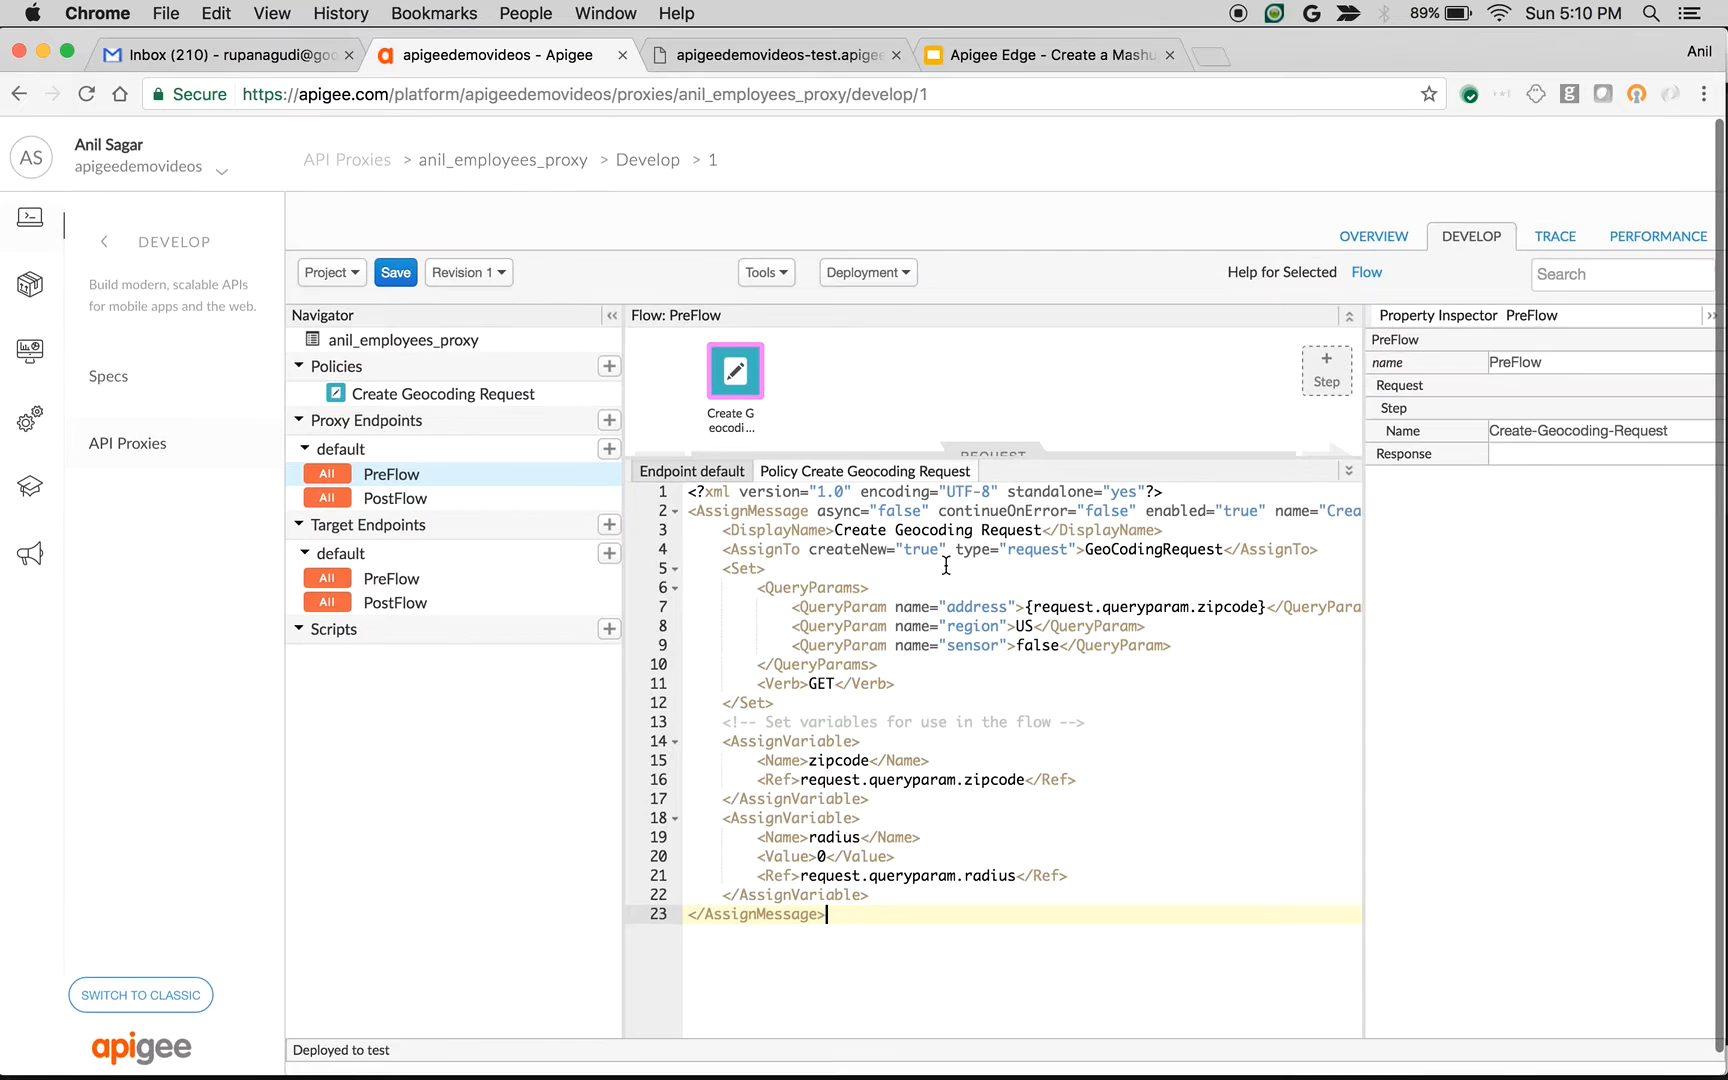 Chrome File Edit View History Bookmarks People Window Help 89% Sun 5:10 PM
Inbox (210) - rupanagudi@goo apigeedemovideos - Apigee apigeedemovideos-test.apigee Apigee Edge - Create a Mashu Anil
Secure https://apigee.com/platform/apigeedemovideos/proxies/anil_employees_proxy/develop/1
AS Anil Sagar
apigeedemovideos
API Proxies > anil_employees_proxy > Develop > 1
DEVELOP
Build modern, scalable APIs
for mobile apps and the web.
Specs
API Proxies
SWITCH TO CLASSIC
apigee
OVERVIEW DEVELOP TRACE PERFORMANCE
Project Save Revision 1 Tools Deployment Help for Selected Flow Search
Navigator
anil_employees_proxy
Policies
Create Geocoding Request
Proxy Endpoints
default
All PreFlow
All PostFlow
Target Endpoints
default
All PreFlow
All PostFlow
Scripts
Flow: PreFlow
Create G
eocodi...
+
Step
REQUEST
Endpoint default Policy Create Geocoding Request
1 <?xml version="1.0" encoding="UTF-8" standalone="yes"?>
2 <AssignMessage async="false" continueOnError="false" enabled="true" name="Crea
3 <DisplayName>Create Geocoding Request</DisplayName>
4 <AssignTo createNew="true" type="request">GeoCodingRequest</AssignTo>
5 <Set>
6 <QueryParams>
7 <QueryParam name="address">{request.queryparam.zipcode}</QueryPara
8 <QueryParam name="region">US</QueryParam>
9 <QueryParam name="sensor">false</QueryParam>
10 </QueryParams>
11 <Verb>GET</Verb>
12 </Set>
13 <!-- Set variables for use in the flow -->
14 <AssignVariable>
15 <Name>zipcode</Name>
16 <Ref>request.queryparam.zipcode</Ref>
17 </AssignVariable>
18 <AssignVariable>
19 <Name>radius</Name>
20 <Value>0</Value>
21 <Ref>request.queryparam.radius</Ref>
22 </AssignVariable>
23 </AssignMessage>
Property Inspector PreFlow
PreFlow
name PreFlow
Request
Step
Name Create-Geocoding-Request
Response
Deployed to test